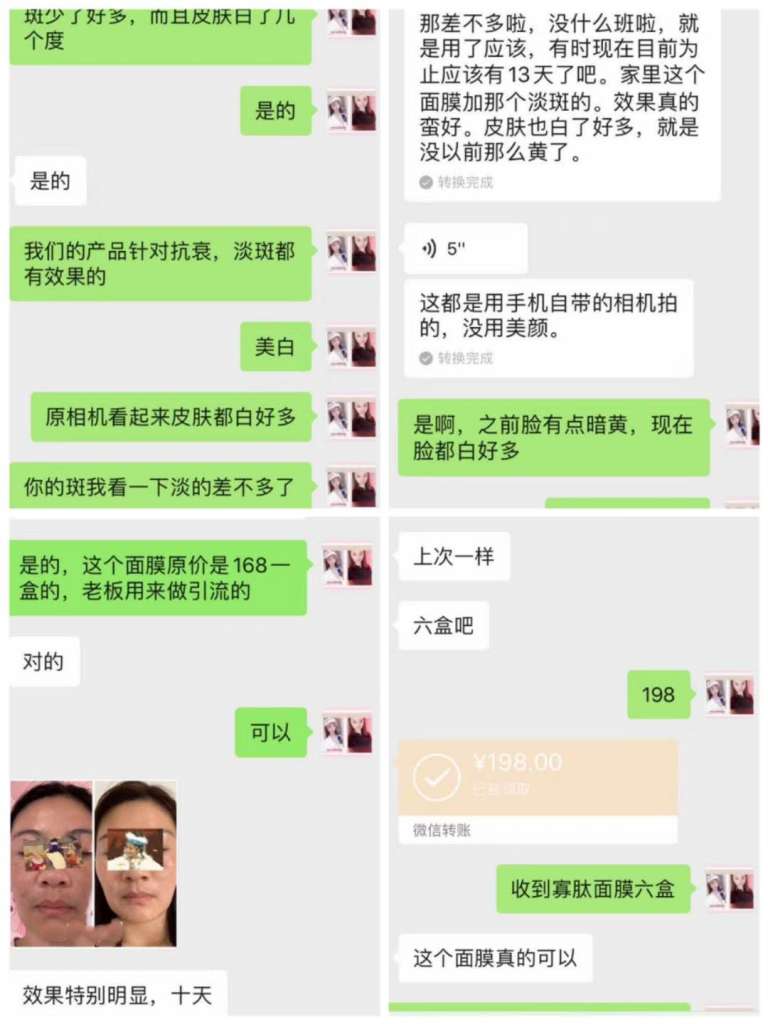 斑少了好多，而且皮肤白了几
个度
是的
是的
我们的产品针对抗衰，淡斑都
有效果的
美白
原相机看起来皮肤都白好多
你的斑我看一下淡的差不多了
那差不多啦，没什么班啦，就
是用了应该，有时现在目前为
止应该有13天了吧。家里这个
面膜加那个淡斑的。效果真的
蛮好。皮肤也白了好多，就是
没以前那么黄了。
转换完成
5"
这都是用手机自带的相机拍
的，没用美颜。
转换完成
是啊，之前脸有点暗黄，现在
脸都白好多
是的，这个面膜原价是168一
盒的，老板用来做引流的
对的
可以
效果特别明显，十天
上次一样
六盒吧
198
¥198.00
微信转账
收到寡肽面膜六盒
这个面膜真的可以